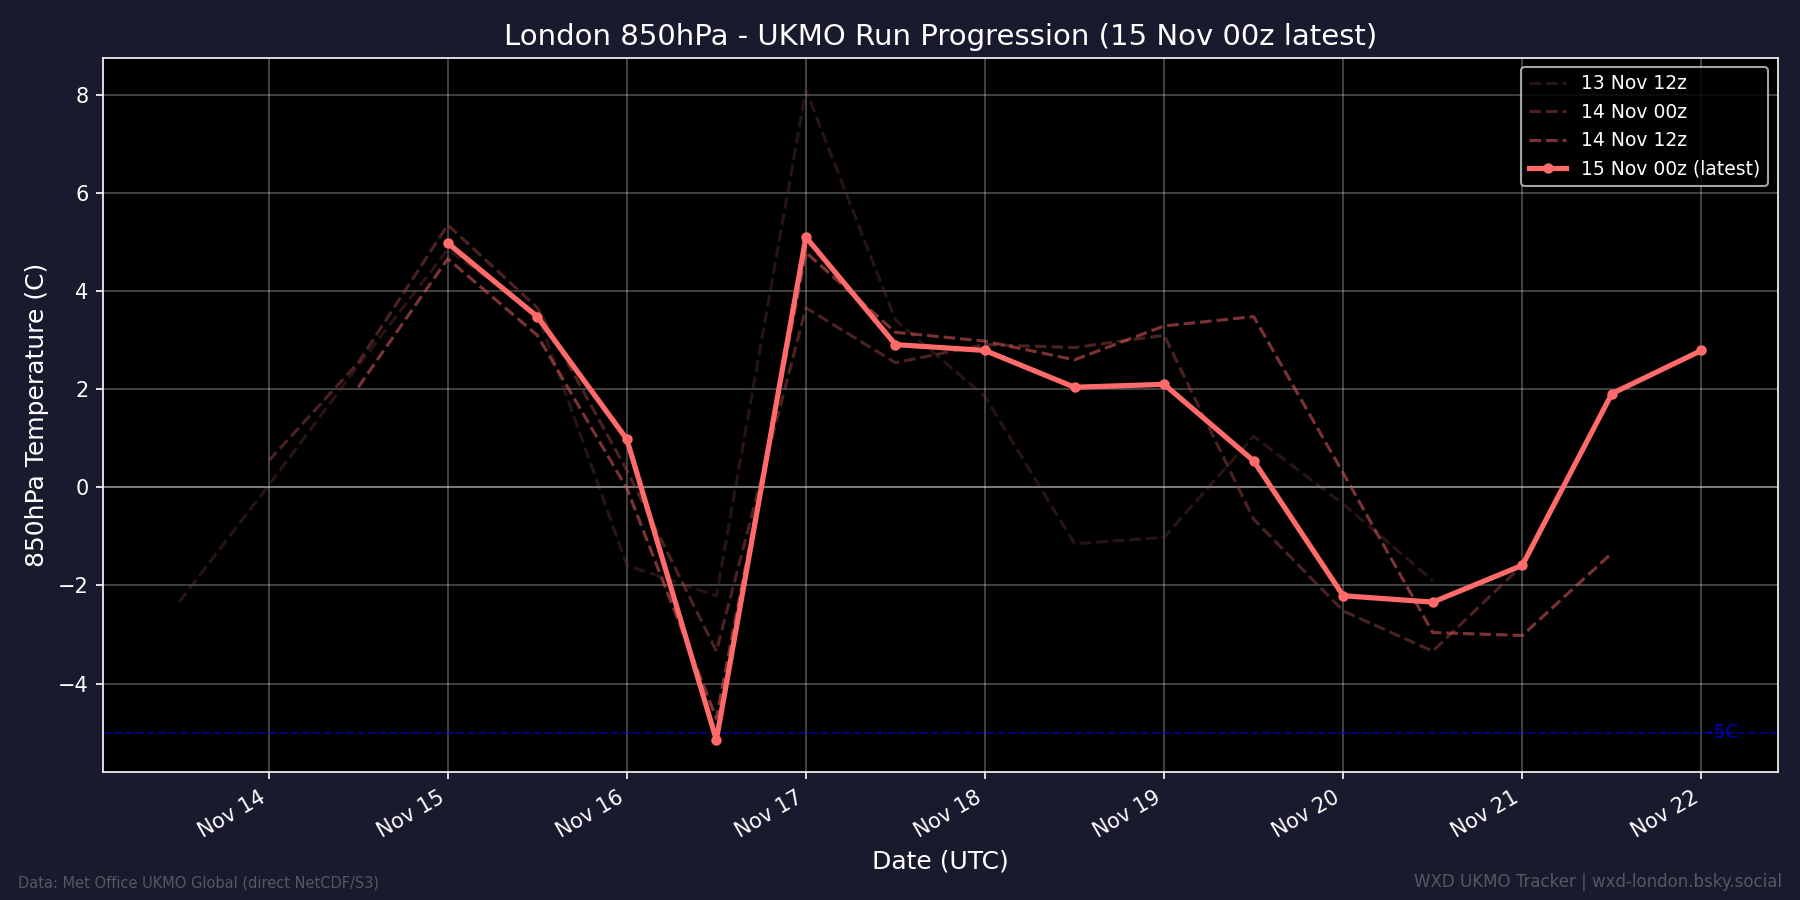 London 850hPa - UKMO Run Progression (15 Nov 00z latest)
13 Nov 12z
14 Nov 00z
14 Nov 12z
15 Nov 00z (latest)
850hPa Temperature (C)
8
6
4
2
0
−2
−4
-5C
Nov 14
Nov 15
Nov 16
Nov 17
Nov 18
Nov 19
Nov 20
Nov 21
Nov 22
Date (UTC)
Data: Met Office UKMO Global (direct NetCDF/S3)
WXD UKMO Tracker | wxd-london.bsky.social